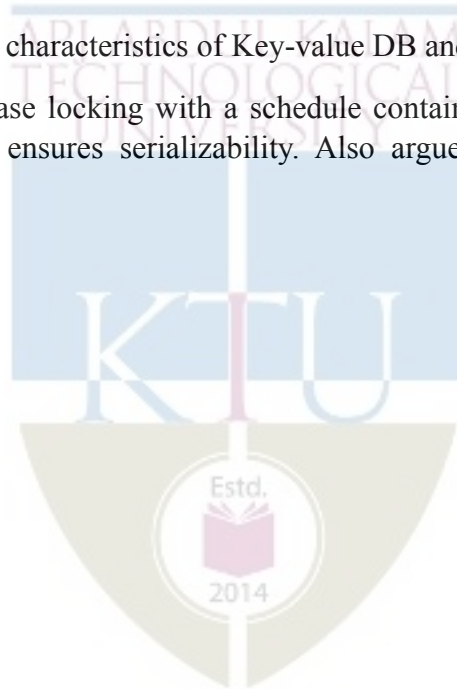 APJ ABDUL KALAM
characteristics of Key-value DB and
TECHNOLOGICAL
ase locking with a schedule contain
UNIVERSITY
ensures serializability. Also argue
KTU
Estd.
2014